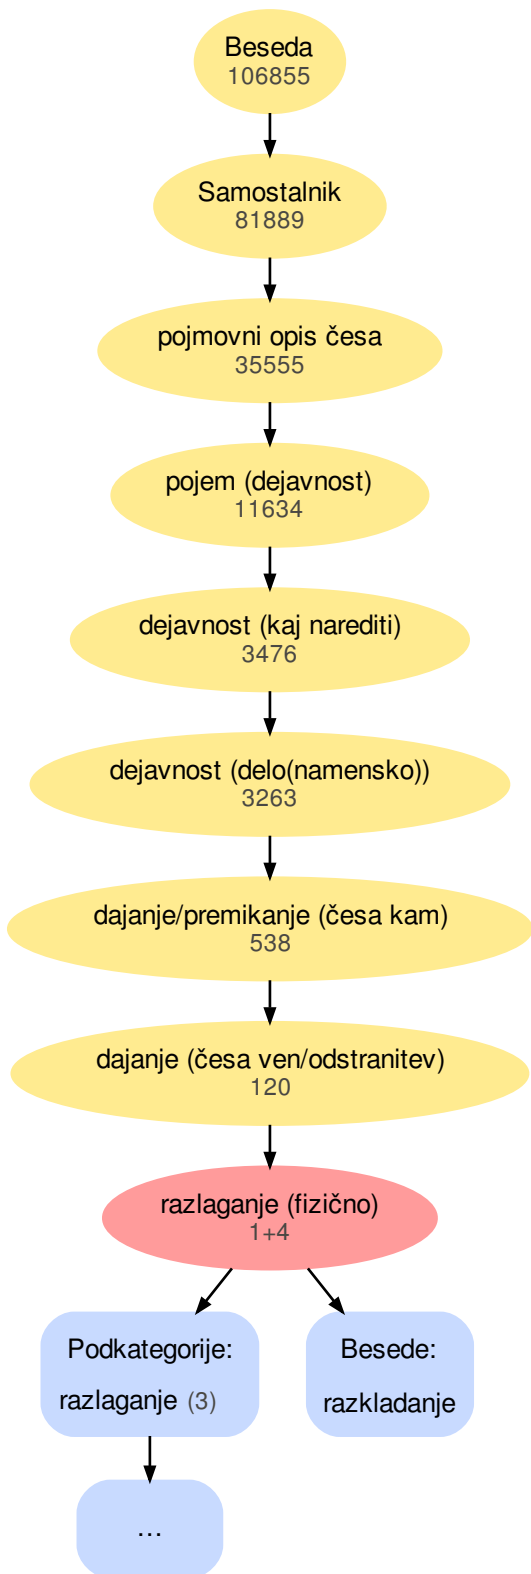 Beseda
106855
Samostalnik
81889
pojmovni opis česa
35555
pojem (dejavnost)
11634
dejavnost (kaj narediti)
3476
dejavnost (delo(namensko))
3263
dajanje/premikanje (česa kam)
538
dajanje (česa ven/odstranitev)
120
razlaganje (fizično)
1+4
Podkategorije:
razlaganje (3)
Besede:
razkladanje
...